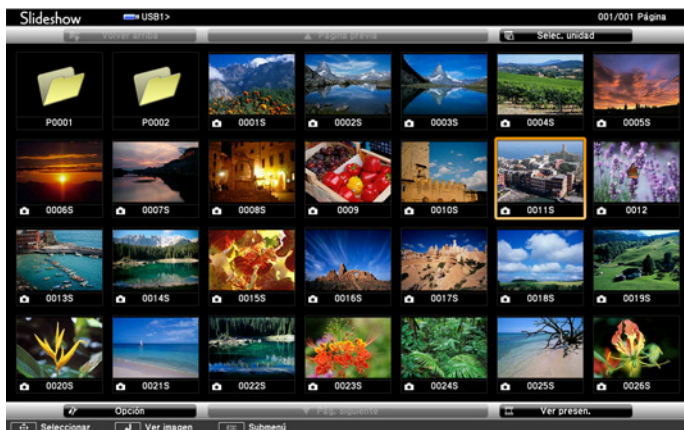 Slideshow USB1> 001/001 Página
Volver arriba Página previa Selec. unidad
P0001 P0002 0001S 0002S 0003S 0004S 0005S
0006S 0007S 0008S 0009 0010S 0011S 0012
0013S 0014S 0015S 0016S 0017S 0018S 0019S
0020S 0021S 0022S 0023S 0024S 0025S 0026S
Opción Pág. siguiente Ver presen.
Seleccionar Ver imagen Esc Submenú